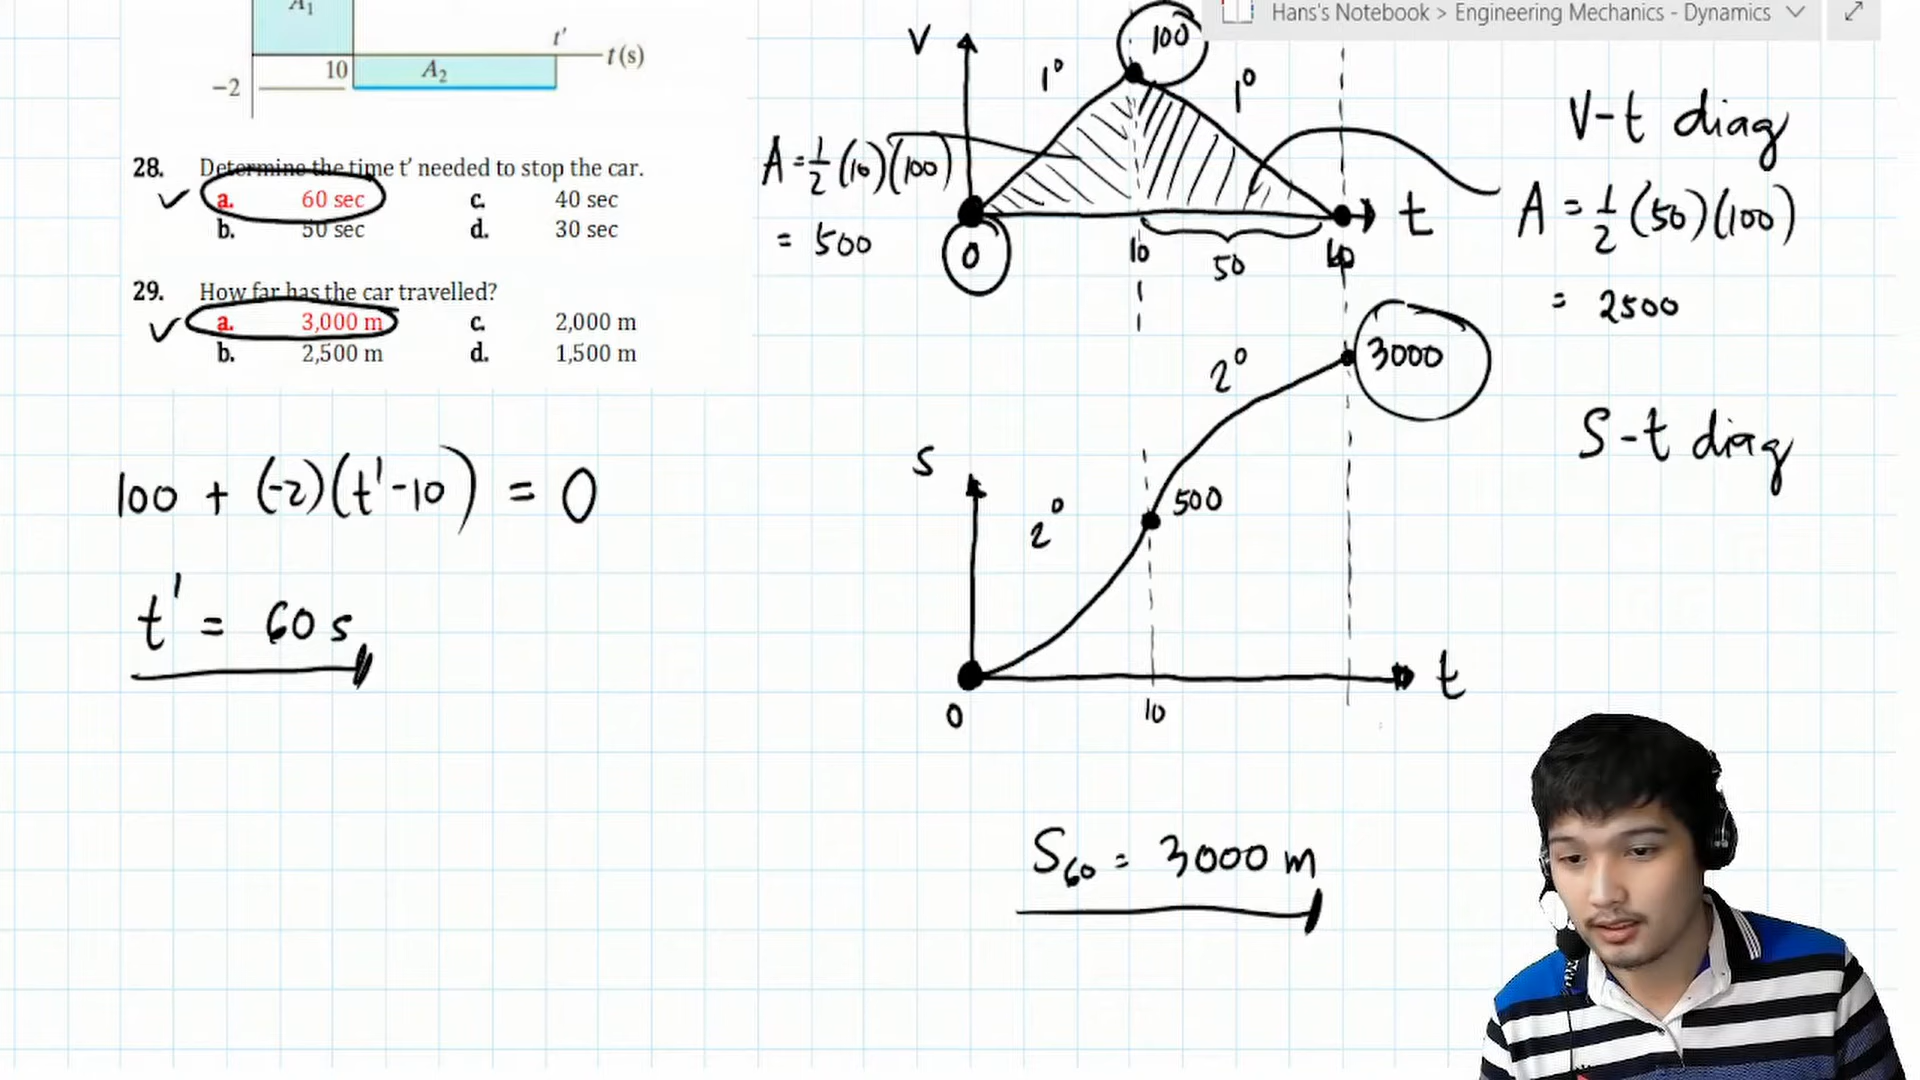 Hans's Notebook > Engineering Mechanics - Dynamics
A₁
t'
t(s)
10
A₂
-2
28. Determine the time t' needed to stop the car.
a. 60 sec c. 40 sec
b. 50 sec d. 30 sec
29. How far has the car travelled?
a. 3,000 m c. 2,000 m
b. 2,500 m d. 1,500 m
100 + (-2)(t'-10) = 0
t' = 60 s
V
100
1°
1°
A = ½ (10)(100)
= 500
0
10
50
60
t
V-t diag
A = ½ (50)(100)
= 2500
S
2°
2°
500
3000
0
10
t
S-t diag
S₆₀ = 3000 m